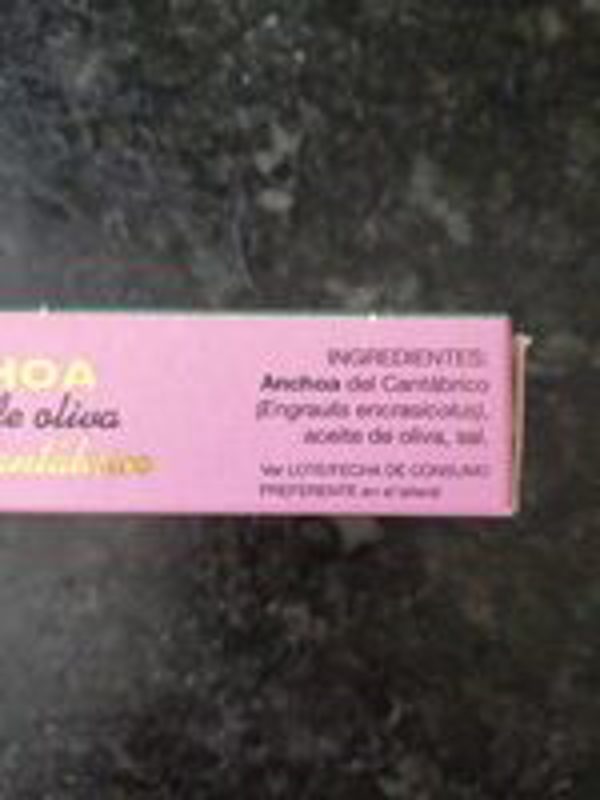 HOA
de oliva
INGREDIENTES:
Anchoa del Cantábrico
(Engraulis encrasicolus),
aceite de oliva, sal.
Ver LOTE/FECHA DE CONSUMO
PREFERENTE en el lateral